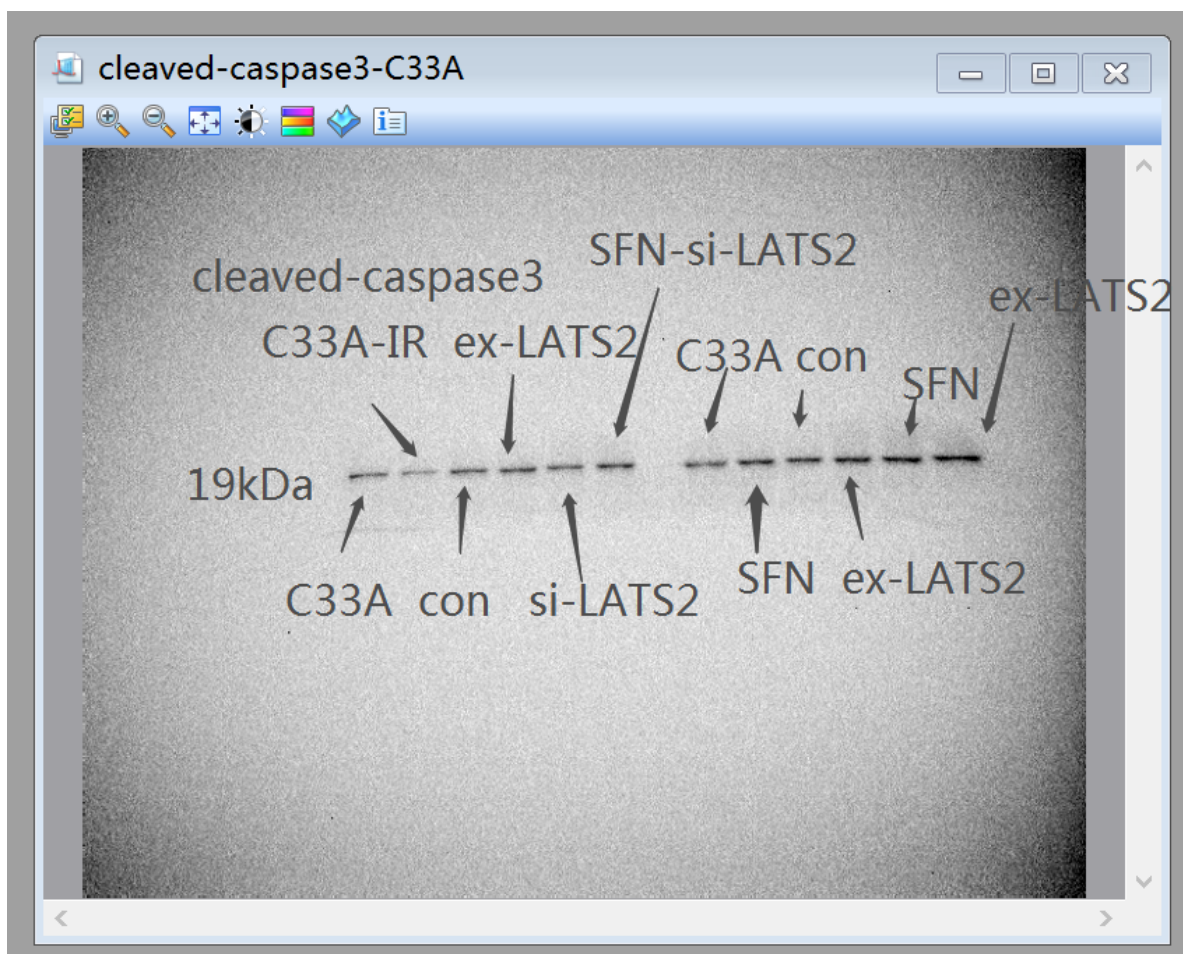 cleaved-caspase3-C33A
SFN-si-LATS2
cleaved-caspase3
ex-LATS2
C33A-IR ex-LATS2
C33A con
SFN
19kDa
SFN ex-LATS2
C33A con si-LATS2